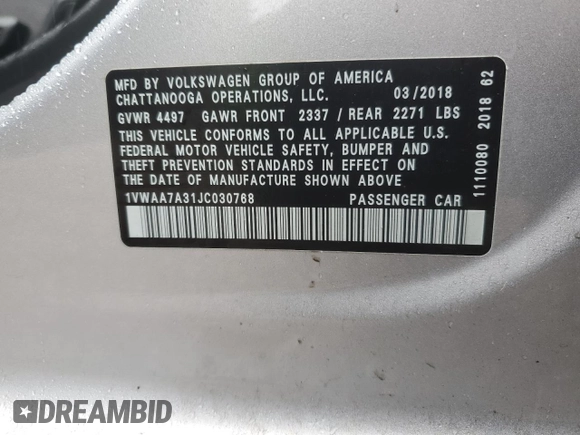 MFD BY VOLKSWAGEN GROUP OF AMERICA
CHATTANOOGA OPERATIONS, LLC. 03/2018
GVWR 4497 GAWR FRONT 2337 / REAR 2271 LBS
THIS VEHICLE CONFORMS TO ALL APPLICABLE U.S.
FEDERAL MOTOR VEHICLE SAFETY, BUMPER AND
THEFT PREVENTION STANDARDS IN EFFECT ON
THE DATE OF MANUFACTURE SHOWN ABOVE
1VWAA7A31JC030768 PASSENGER CAR
1110080 2018 62
DREAMBID